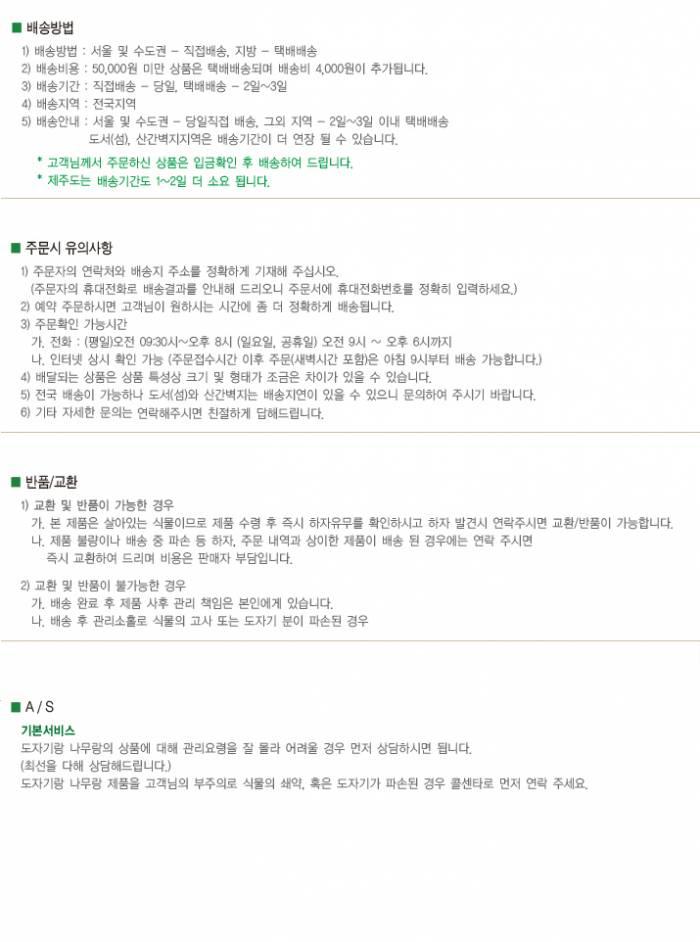 ■ 배송방법
1) 배송방법 : 서울 및 수도권 - 직접배송, 지방 - 택배배송
2) 배송비용 : 50,000원 미만 상품은 택배배송되며 배송비 4,000원이 추가됩니다.
3) 배송기간 : 직접배송 - 당일, 택배배송 - 2일~3일
4) 배송지역 : 전국지역
5) 배송안내 : 서울 및 수도권 - 당일직접 배송, 그외 지역 - 2일~3일 이내 택배배송
도서(섬), 산간벽지지역은 배송기간이 더 연장 될 수 있습니다.
* 고객님께서 주문하신 상품은 입금확인 후 배송하여 드립니다.
* 제주도는 배송기간도 1~2일 더 소요 됩니다.
■ 주문시 유의사항
1) 주문자의 연락처와 배송지 주소를 정확하게 기재해 주십시오.
(주문자의 휴대전화로 배송결과를 안내해 드리오니 주문서에 휴대전화번호를 정확히 입력하세요.)
2) 예약 주문하시면 고객님이 원하시는 시간에 좀 더 정확하게 배송됩니다.
3) 주문확인 가능시간
가. 전화 : (평일)오전 09:30시~오후 8시 (일요일, 공휴일) 오전 9시 ~ 오후 6시까지
나. 인터넷 상시 확인 가능 (주문접수시간 이후 주문(새벽시간 포함)은 아침 9시부터 배송 가능합니다.)
4) 배달되는 상품은 상품 특성상 크기 및 형태가 조금은 차이가 있을 수 있습니다.
5) 전국 배송이 가능하나 도서(섬)와 산간벽지는 배송지연이 있을 수 있으니 문의하여 주시기 바랍니다.
6) 기타 자세한 문의는 연락해주시면 친절하게 답해드립니다.
■ 반품/교환
1) 교환 및 반품이 가능한 경우
가. 본 제품은 살아있는 식물이므로 제품 수령 후 즉시 하자유무를 확인하시고 하자 발견시 연락주시면 교환/반품이 가능합니다.
나. 제품 불량이나 배송 중 파손 등 하자, 주문 내역과 상이한 제품이 배송 된 경우에는 연락 주시면
즉시 교환하여 드리며 비용은 판매자 부담입니다.
2) 교환 및 반품이 불가능한 경우
가. 배송 완료 후 제품 사후 관리 책임은 본인에게 있습니다.
나. 배송 후 관리소홀로 식물의 고사 또는 도자기 분이 파손된 경우
■ A / S
기본서비스
도자기랑 나무랑의 상품에 대해 관리요령을 잘 몰라 어려울 경우 먼저 상담하시면 됩니다.
(최선을 다해 상담해드립니다.)
도자기랑 나무랑 제품을 고객님의 부주의로 식물의 쇄약, 혹은 도자기가 파손된 경우 콜센타로 먼저 연락 주세요.